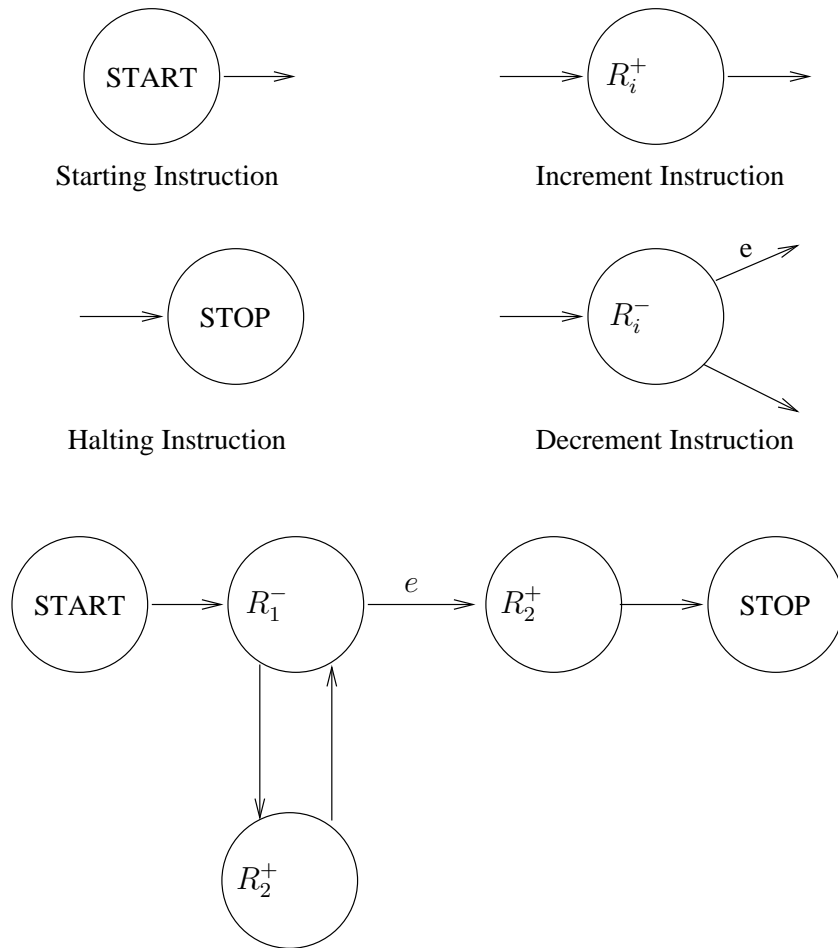 START
R_i^+
Starting Instruction
Increment Instruction
e
STOP
R_i^-
Halting Instruction
Decrement Instruction
START
R_1^-
e
R_2^+
STOP
R_2^+